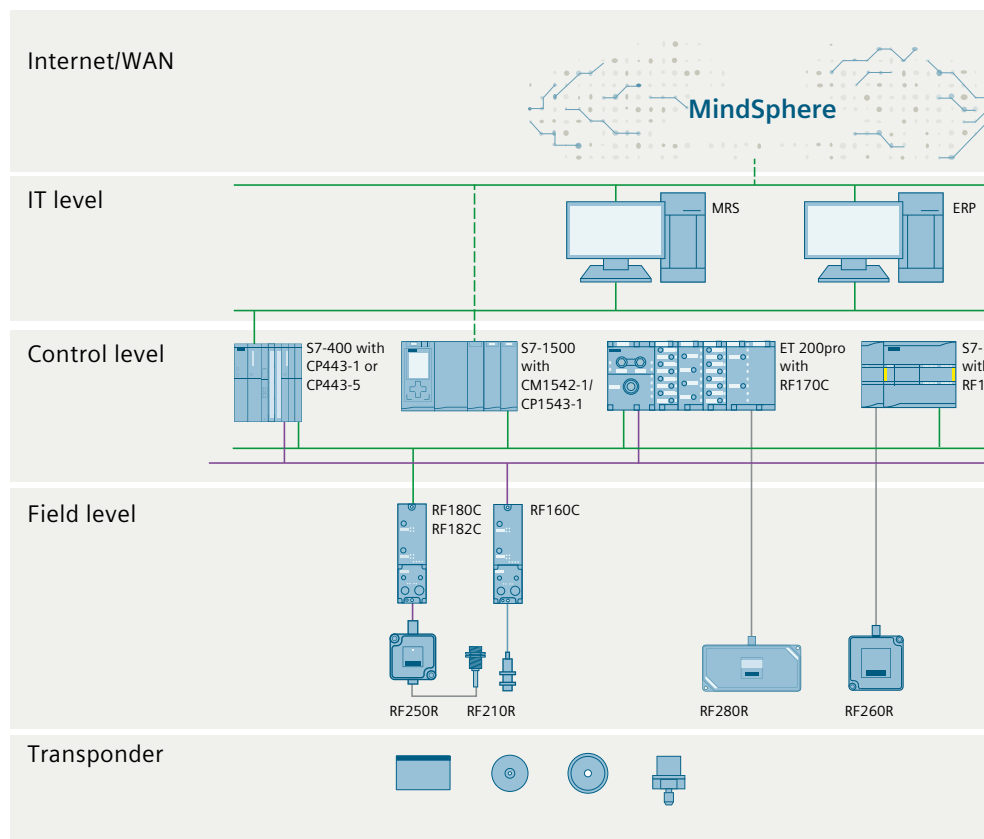 Internet/WAN
MindSphere
IT level
MRS
ERP
Control level
S7-400 with
CP443-1 or
CP443-5
S7-1500
with
CM1542-1/
CP1543-1
ET 200pro
with
RF170C
S7-
with
RF1
Field level
RF180C
RF182C
RF160C
RF250R
RF210R
RF280R
RF260R
Transponder